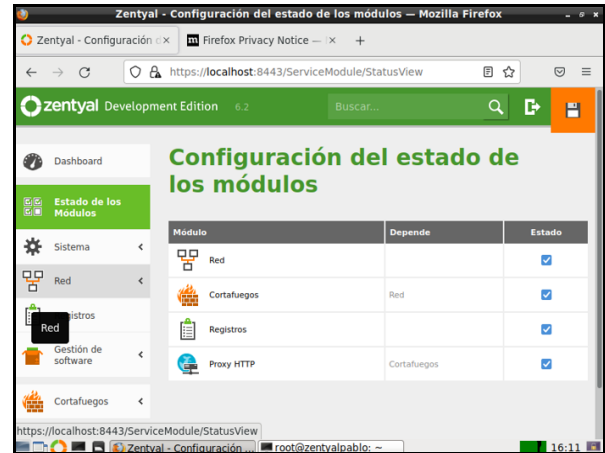 Zentyal - Configuración del estado de los módulos — Mozilla Firefox
Zentyal - Configuración d
m Firefox Privacy Notice —
https://localhost:8443/ServiceModule/StatusView
zentyal Development Edition 6.2
Buscar...
Dashboard
Estado de los
Módulos
Sistema
Red
Registros
Red
Gestión de
software
Cortafuegos
Configuración del estado de
los módulos
Módulo Depende Estado
Red
Cortafuegos Red
Registros
Proxy HTTP Cortafuegos
https://localhost:8443/ServiceModule/StatusView
Zentyal - Configuración ...
root@zentyalpablo: ~
16:11